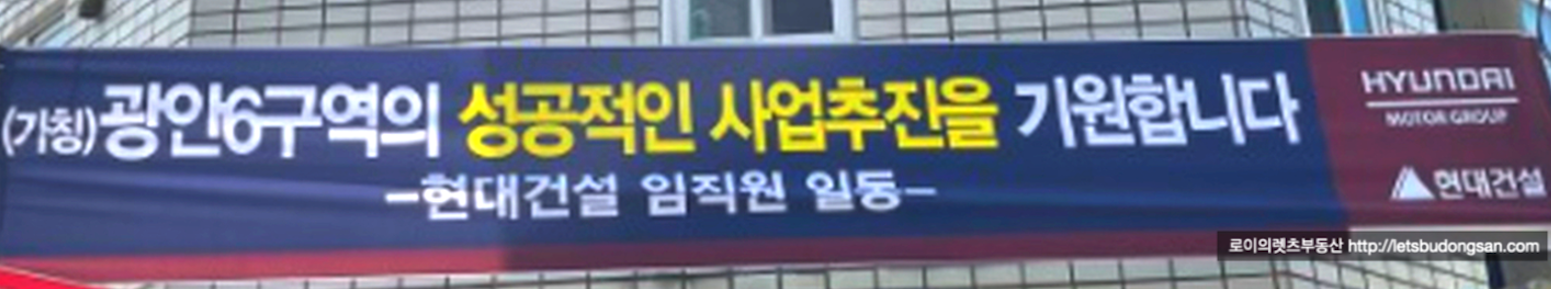 (가칭)광안6구역의 성공적인 사업추진을 기원합니다
-현대건설 임직원 일동-
HYUNDAI
MOTOR GROUP
현대건설
로이의렛츠부동산 http://letsbudongsan.com